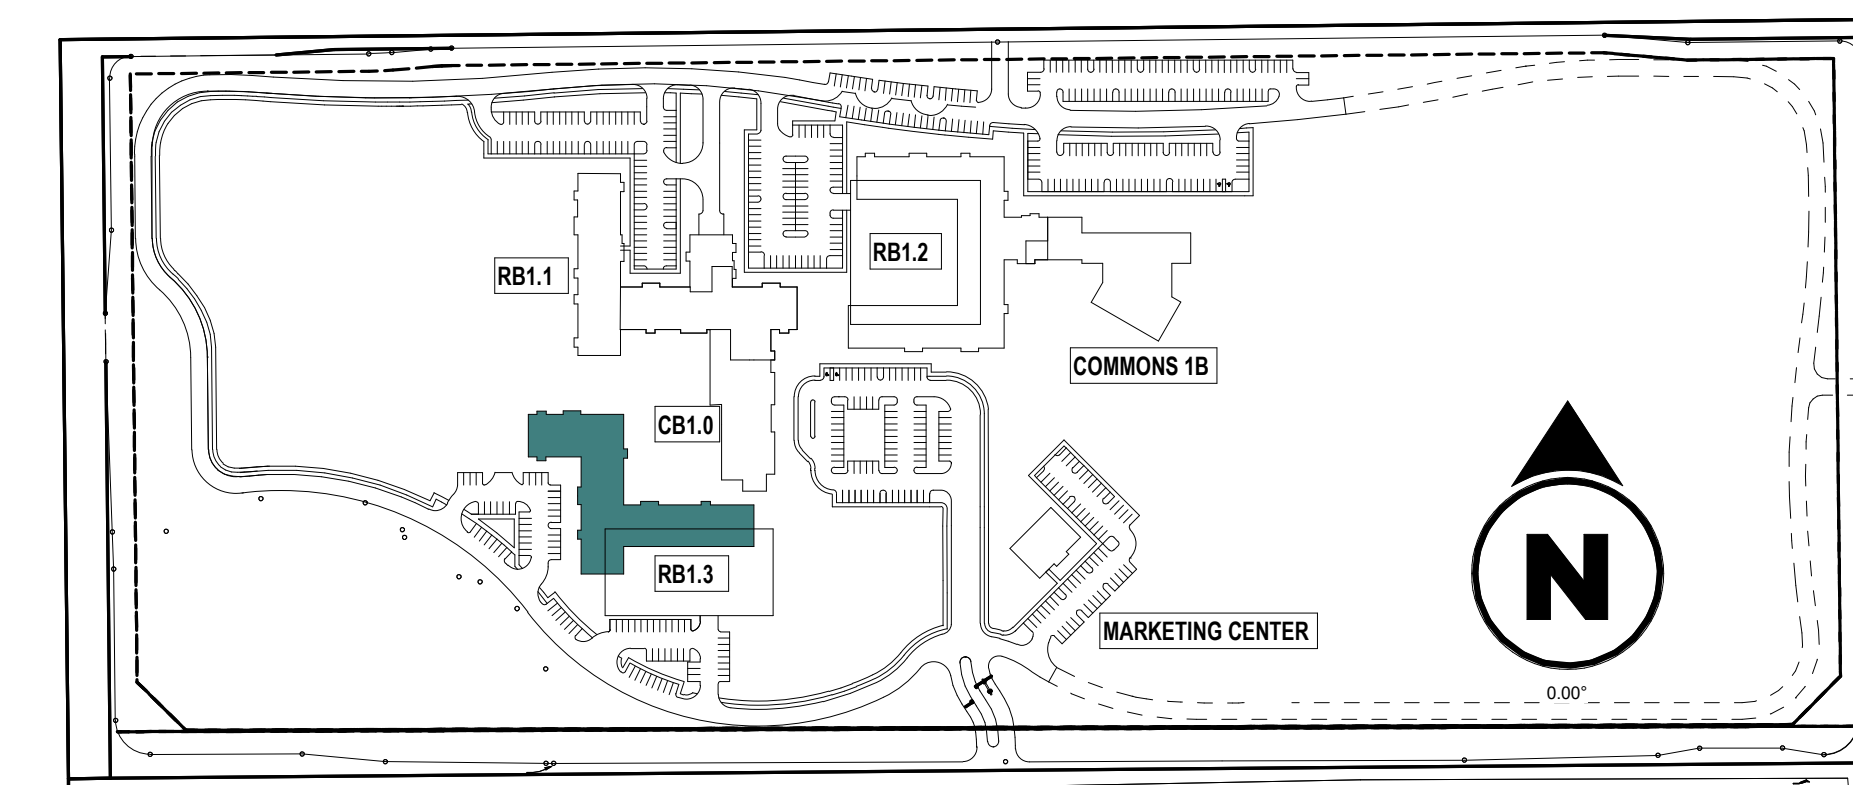 RB1.2
RB1.1
COMMONS 1B
CB1.0
RB1.3
N
MARKETING CENTER
0.00°